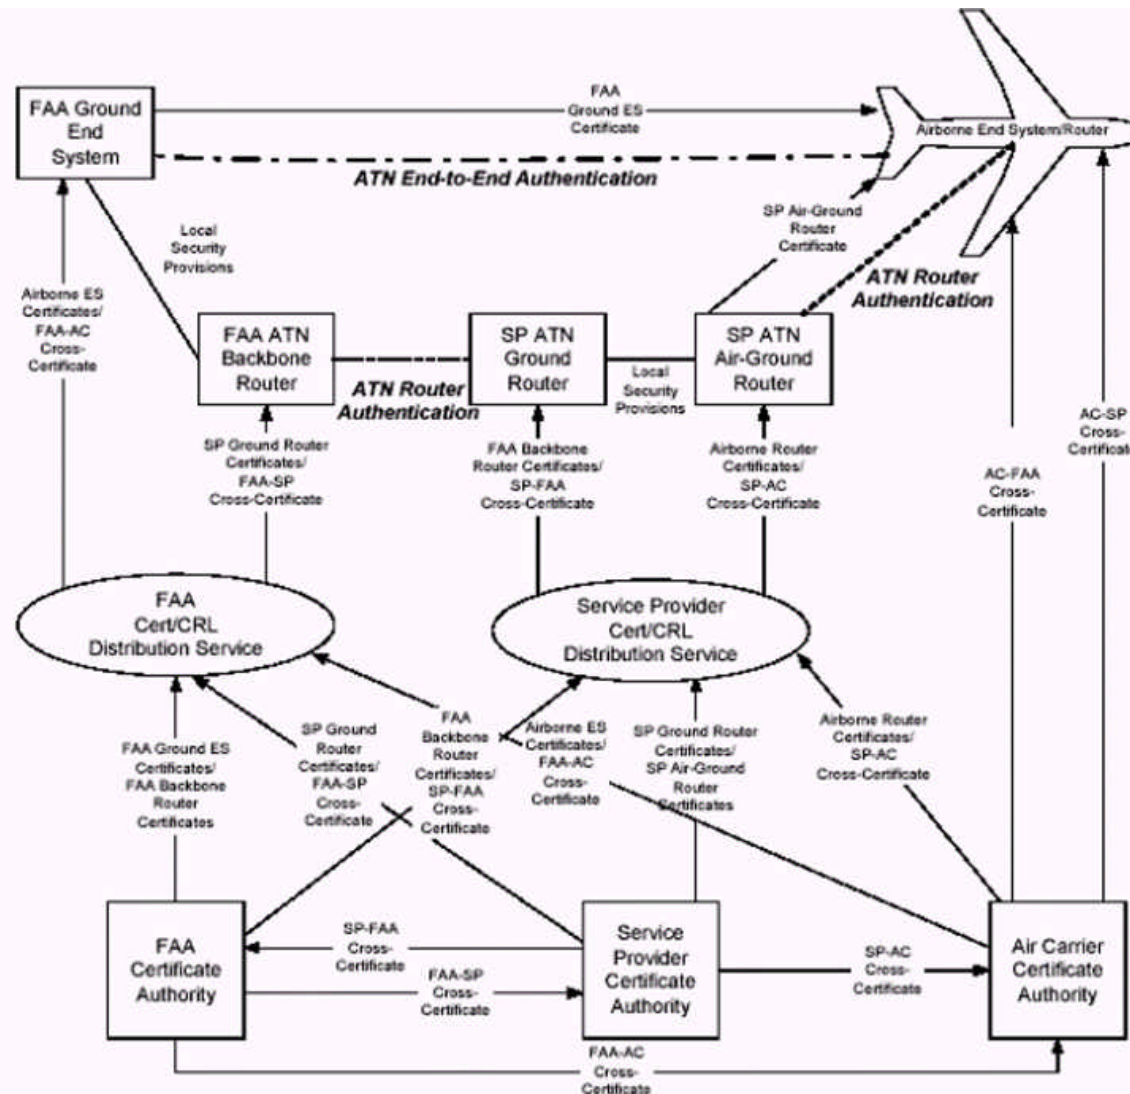 FAA
Ground ES
Certificate
FAA Ground
End
System
Airborne End System/Router
ATN End-to-End Authentication
SP Air-Ground
Router
Certificate
Local
Security
Provisions
ATN Router
Authentication
Airborne ES
Certificates/
FAA-AC
Cross-
Certificate
FAA ATN
Backbone
Router
SP ATN
Ground
Router
SP ATN
Air-Ground
Router
ATN Router
Authentication
Local
Security
Provisions
AC-SP
Cross-
Certificate
SP Ground Router
Certificates/
FAA-SP
Cross-Certificate
FAA Backbone
Router Certificates/
SP-FAA
Cross-Certificate
Airborne Router
Certificates/
SP-AC
Cross-Certificate
AC-FAA
Cross-
Certificate
FAA
Cert/CRL
Distribution Service
Service Provider
Cert/CRL
Distribution Service
FAA Ground ES
Certificates/
FAA Backbone
Router
Certificates
SP Ground
Router
Certificates/
FAA-SP
Cross-
Certificate
FAA
Backbone
Router
Certificates/
SP-FAA
Cross-
Certificate
Airborne ES
Certificates/
FAA-AC
Cross-
Certificate
SP Ground Router
Certificates/
SP Air-Ground
Router
Certificates
Airborne Router
Certificates/
SP-AC
Cross-Certificate
FAA
Certificate
Authority
SP-FAA
Cross-
Certificate
FAA-SP
Cross-
Certificate
Service
Provider
Certificate
Authority
SP-AC
Cross-
Certificate
Air Carrier
Certificate
Authority
FAA-AC
Cross-
Certificate